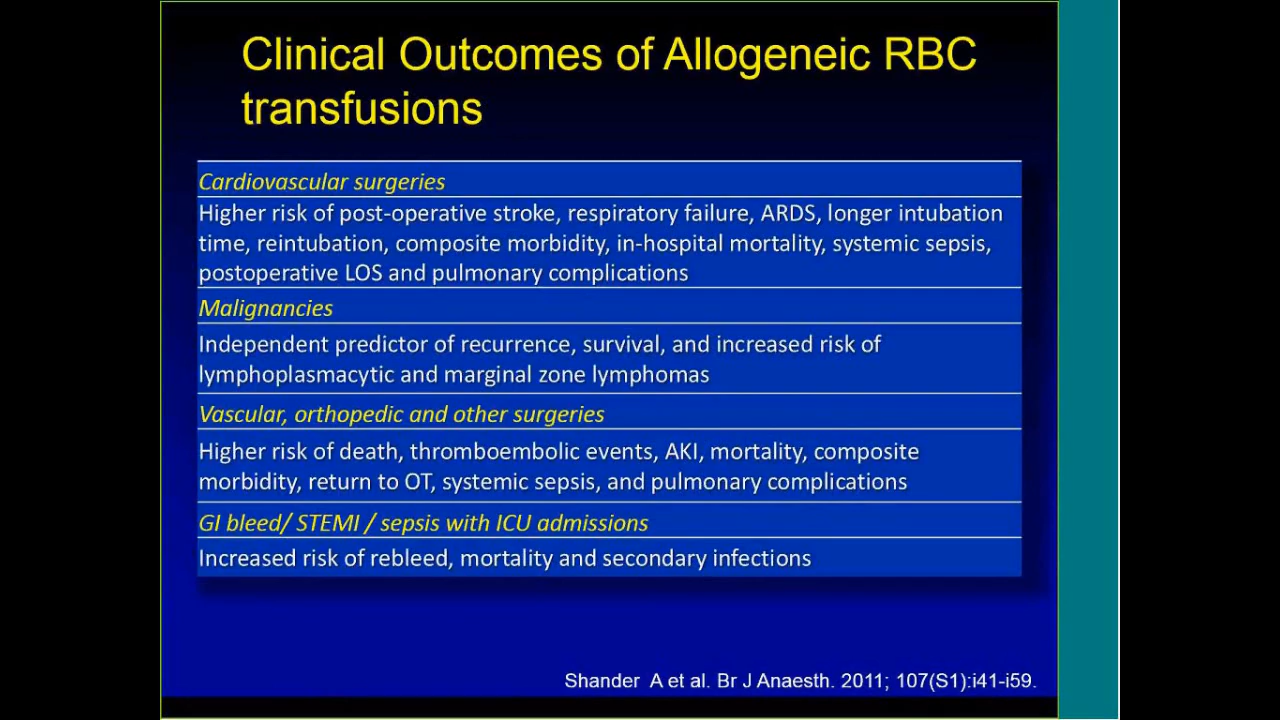 Clinical Outcomes of Allogeneic RBC
transfusions
Cardiovascular surgeries
Higher risk of post-operative stroke, respiratory failure, ARDS, longer intubation
time, reintubation, composite morbidity, in-hospital mortality, systemic sepsis,
postoperative LOS and pulmonary complications
Malignancies
Independent predictor of recurrence, survival, and increased risk of
lymphoplasmacytic and marginal zone lymphomas
Vascular, orthopedic and other surgeries
Higher risk of death, thromboembolic events, AKI, mortality, composite
morbidity, return to OT, systemic sepsis, and pulmonary complications
GI bleed/ STEMI / sepsis with ICU admissions
Increased risk of rebleed, mortality and secondary infections
Shander A et al. Br J Anaesth. 2011; 107(S1):i41-i59.